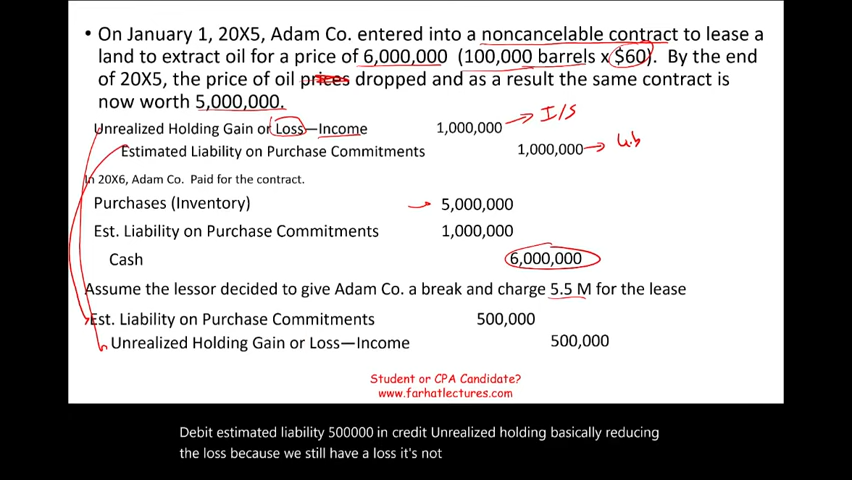 • On January 1, 20X5, Adam Co. entered into a noncancelable contract to lease a
land to extract oil for a price of 6,000,000 (100,000 barrels x $60). By the end
of 20X5, the price of oil prices dropped and as a result the same contract is
now worth 5,000,000.
Unrealized Holding Gain or Loss—Income 1,000,000 → I/S
Estimated Liability on Purchase Commitments 1,000,000 →
In 20X6, Adam Co. Paid for the contract.
Purchases (Inventory) 5,000,000
Est. Liability on Purchase Commitments 1,000,000
Cash 6,000,000
Assume the lessor decided to give Adam Co. a break and charge 5.5 M for the lease
Est. Liability on Purchase Commitments 500,000
Unrealized Holding Gain or Loss—Income 500,000
Student or CPA Candidate?
www.farhatlectures.com
Debit estimated liability 500000 in credit Unrealized holding basically reducing
the loss because we still have a loss it's not